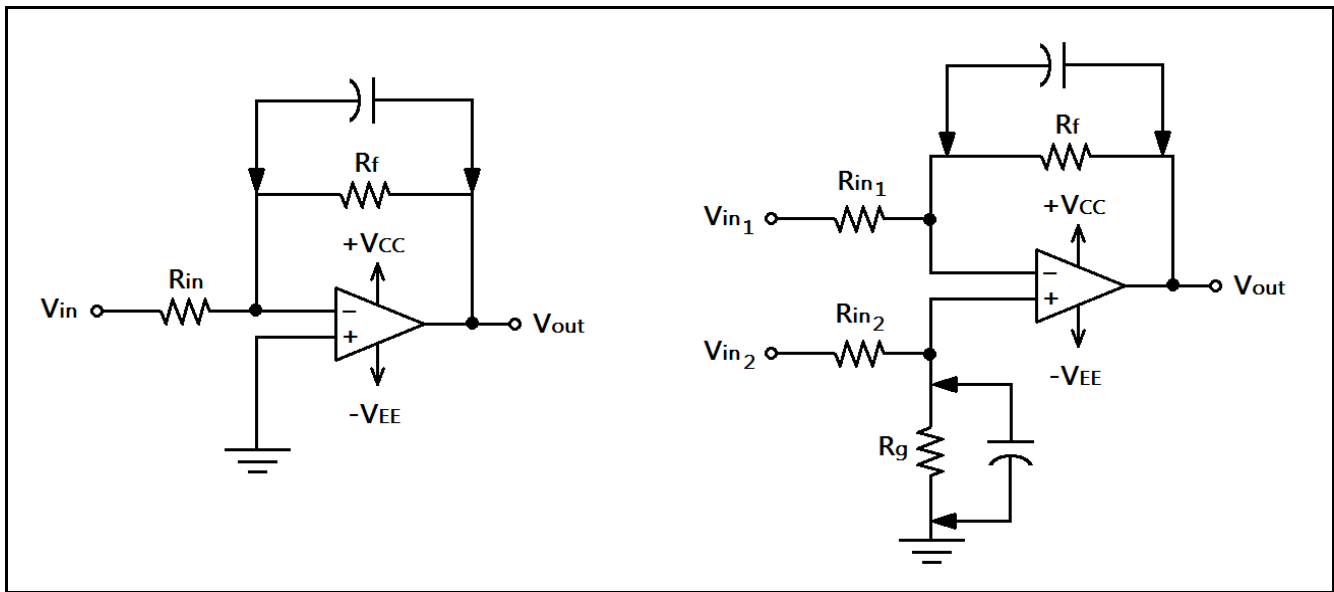 Rf
+VCC
Rin
Vin
−
+
Vout
-VEE
Rf
Rin1
+VCC
Vin1
−
+
Vout
Rin2
Vin2
-VEE
Rg